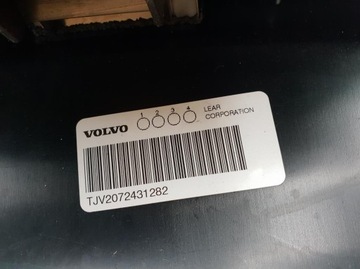 VOLVO 1 2 3 4 LEAR
CORPORATION
TJV2072431282